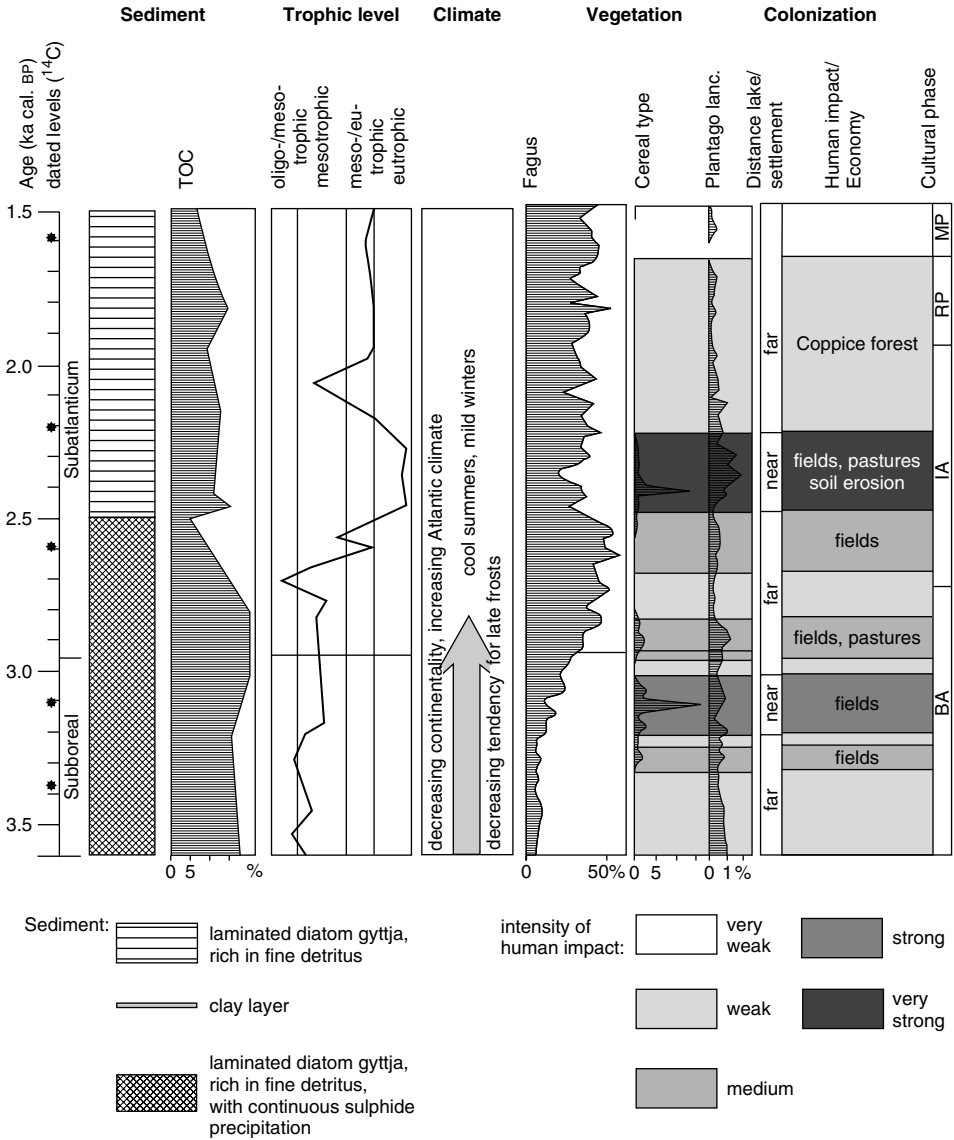 Sediment
Trophic level
Climate
Vegetation
Colonization
Age (ka cal. BP)
dated levels (¹⁴C)
TOC
oligo-/meso-
trophic
mesotrophic
meso-/eu-
trophic
eutrophic
Fagus
Cereal type
Plantago lanc.
Distance lake/
settlement
Human impact/
Economy
Cultural phase
1.5
2.0
2.5
3.0
3.5
Subatlanticum
Subboreal
decreasing continentality, increasing Atlantic climate
cool summers, mild winters
decreasing tendency for late frosts
far
near
far
near
far
Coppice forest
fields, pastures
soil erosion
fields
fields, pastures
fields
fields
MP
RP
IA
BA
0 5 %
0 50%
0 5
0 1%
Sediment:
laminated diatom gyttja,
rich in fine detritus
clay layer
laminated diatom gyttja,
rich in fine detritus,
with continuous sulphide
precipitation
intensity of
human impact:
very
weak
weak
medium
strong
very
strong